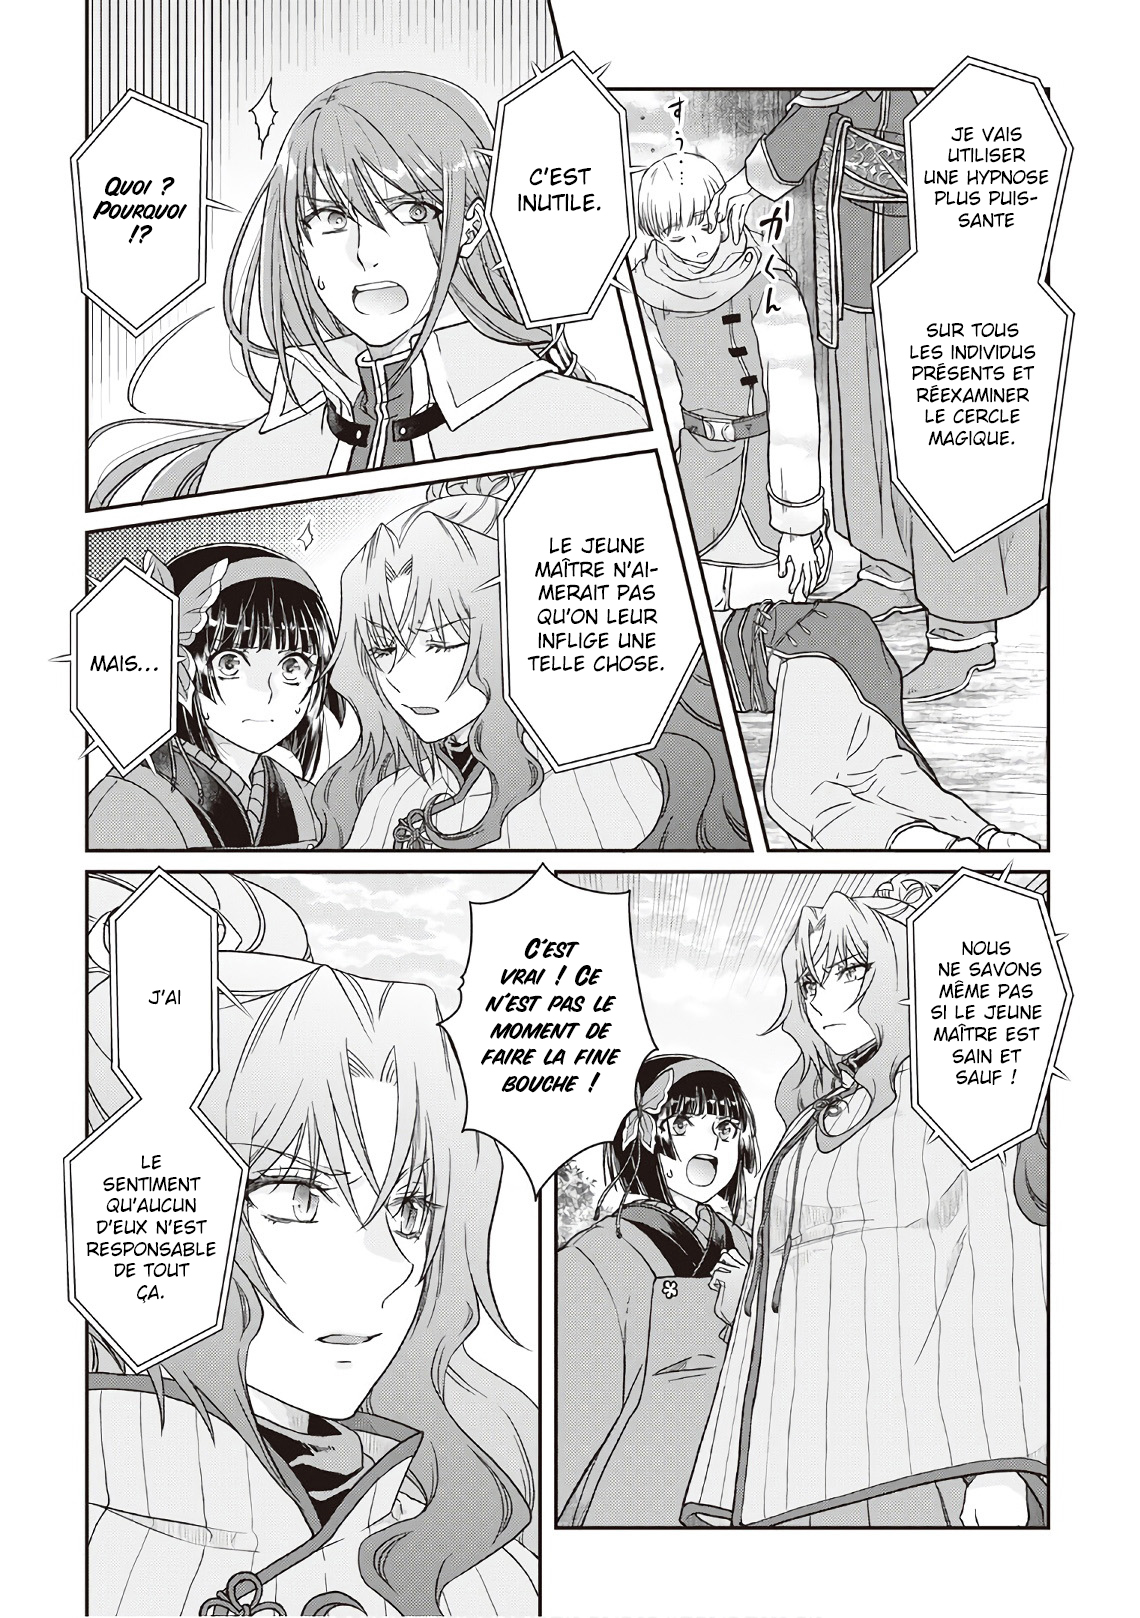 JE VAIS
UTILISER
UNE HYPNOSE
PLUS PUIS-
SANTE
SUR TOUS
LES INDIVIDUS
PRÉSENTS ET
RÉEXAMINER
LE CERCLE
MAGIQUE.
すぅ…
かくん
C'EST
INUTILE.
QUOI ?
POURQUOI
!?
LE JEUNE
MAÎTRE N'AI-
MERAIT PAS
QU'ON LEUR
INFLIGE UNE
TELLE CHOSE.
MAIS...
NOUS
NE SAVONS
MÊME PAS
SI LE JEUNE
MAÎTRE EST
SAIN ET
SAUF !
C'EST
VRAI ! CE
N'EST PAS LE
MOMENT DE
FAIRE LA FINE
BOUCHE !
J'AI
LE
SENTIMENT
QU'AUCUN
D'EUX N'EST
RESPONSABLE
DE TOUT
ÇA.